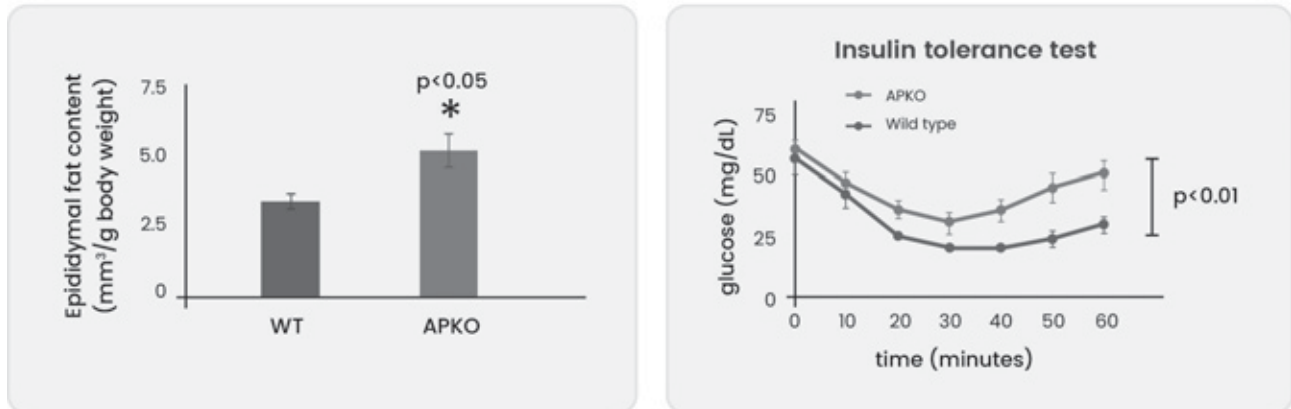 Epididymal fat content
(mm³/g body weight)
7.5
5.0
2.5
0
p<0.05
*
WT
APKO
Insulin tolerance test
APKO
Wild type
glucose (mg/dL)
75
50
25
0
0 10 20 30 40 50 60
time (minutes)
p<0.01